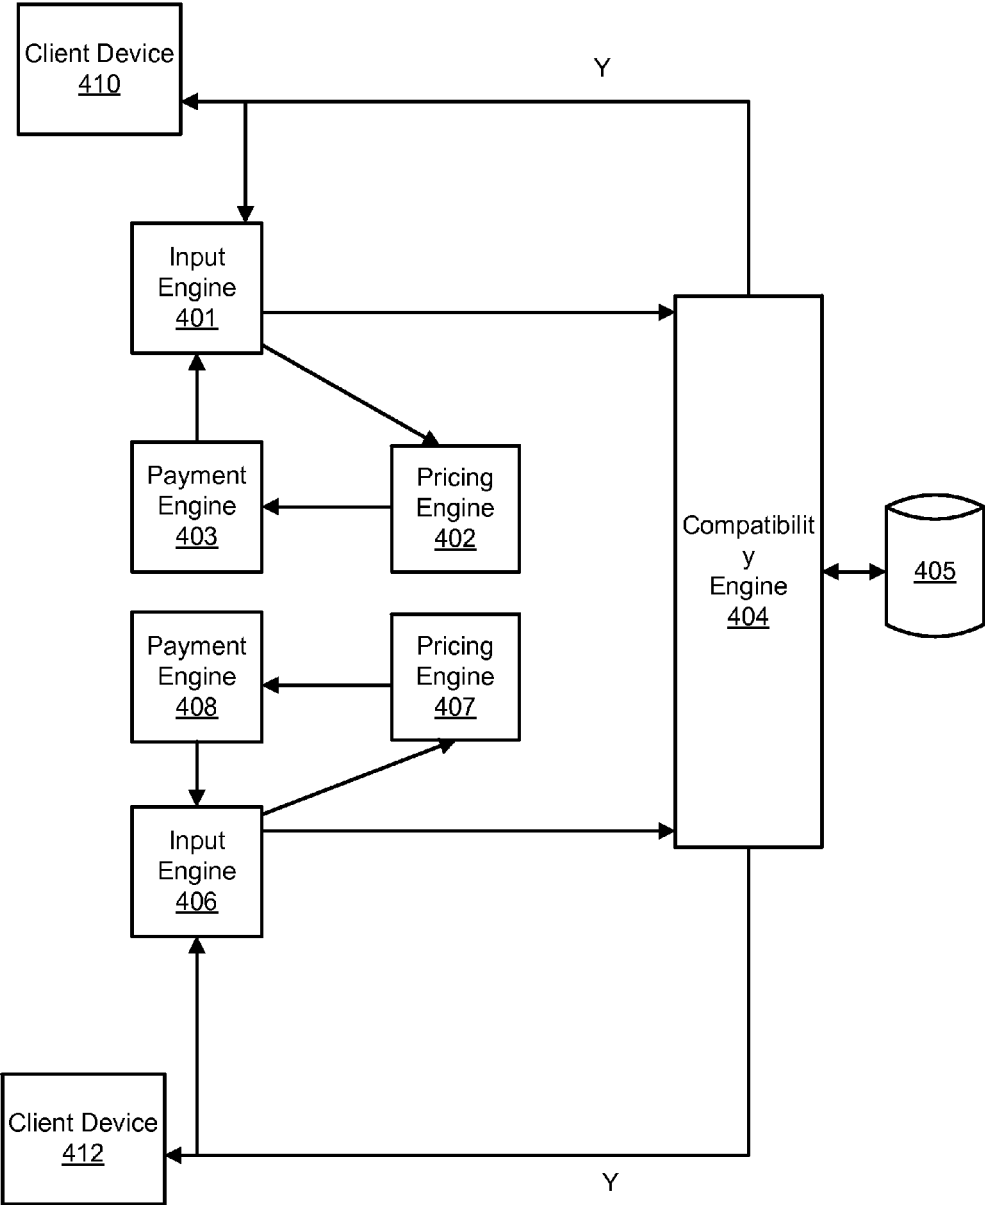 Client Device
410
Y
Input
Engine
401
Payment
Engine
403
Pricing
Engine
402
Compatibilit
y
Engine
404
405
Payment
Engine
408
Pricing
Engine
407
Input
Engine
406
Client Device
412
Y